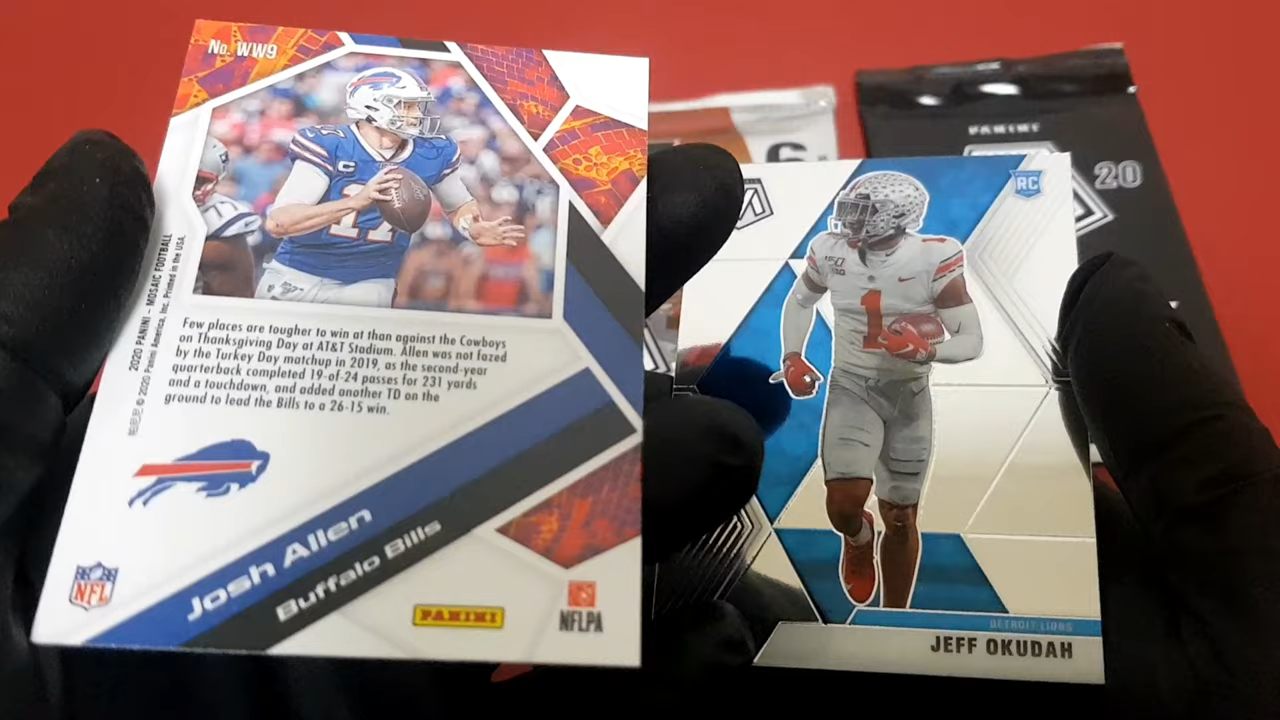 No. WW9
17
C
17
2020 PANINI – MOSAIC FOOTBALL
© 2020 Panini America, Inc. Printed in the USA.
Few places are tougher to win at than against the Cowboys
on Thanksgiving Day at AT&T Stadium. Allen was not fazed
by the Turkey Day matchup in 2019, as the second-year
quarterback completed 19-of-24 passes for 231 yards
and a touchdown, and added another TD on the
ground to lead the Bills to a 26-15 win.
Josh Allen
Buffalo Bills
NFL
PANINI
NFLPA
PANINI
20
RC
1
1
DETROIT LIONS
JEFF OKUDAH